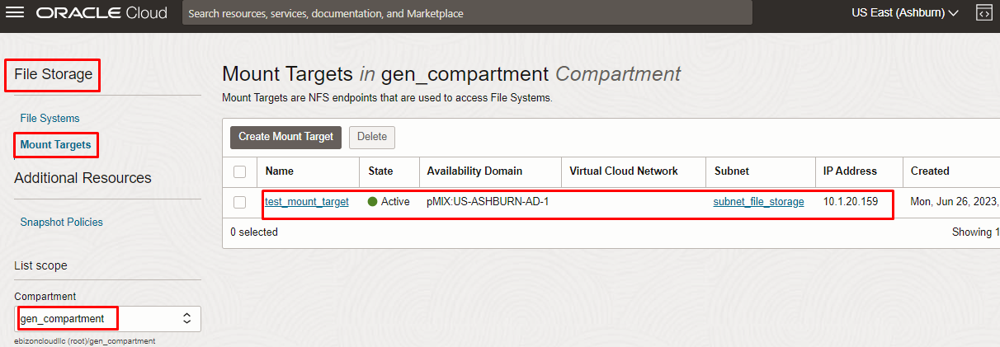 ORACLE Cloud
Search resources, services, documentation, and Marketplace
US East (Ashburn)
File Storage
File Systems
Mount Targets
Additional Resources
Snapshot Policies
List scope
Compartment
gen_compartment
ebizoncloudllc (root)/gen_compartment
Mount Targets in gen_compartment Compartment
Mount Targets are NFS endpoints that are used to access File Systems.
Create Mount Target Delete
Name State Availability Domain Virtual Cloud Network Subnet IP Address Created
test_mount_target Active pMIX:US-ASHBURN-AD-1 subnet_file_storage 10.1.20.159 Mon, Jun 26, 2023,
0 selected Showing 1